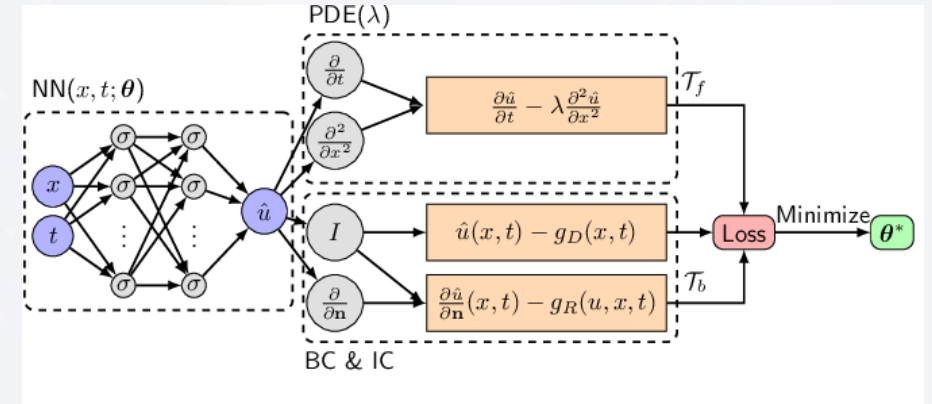 PDE(λ)
NN(x, t; θ)
∂/∂t
∂²/∂x²
∂û/∂t − λ ∂²û/∂x²
𝒯_f
x
t
σ σ
σ σ
⋮ ⋮
σ σ
û
I
∂/∂n
û(x, t) − g_D(x, t)
∂û/∂n (x, t) − g_R(u, x, t)
𝒯_b
Loss
Minimize
θ*
BC & IC